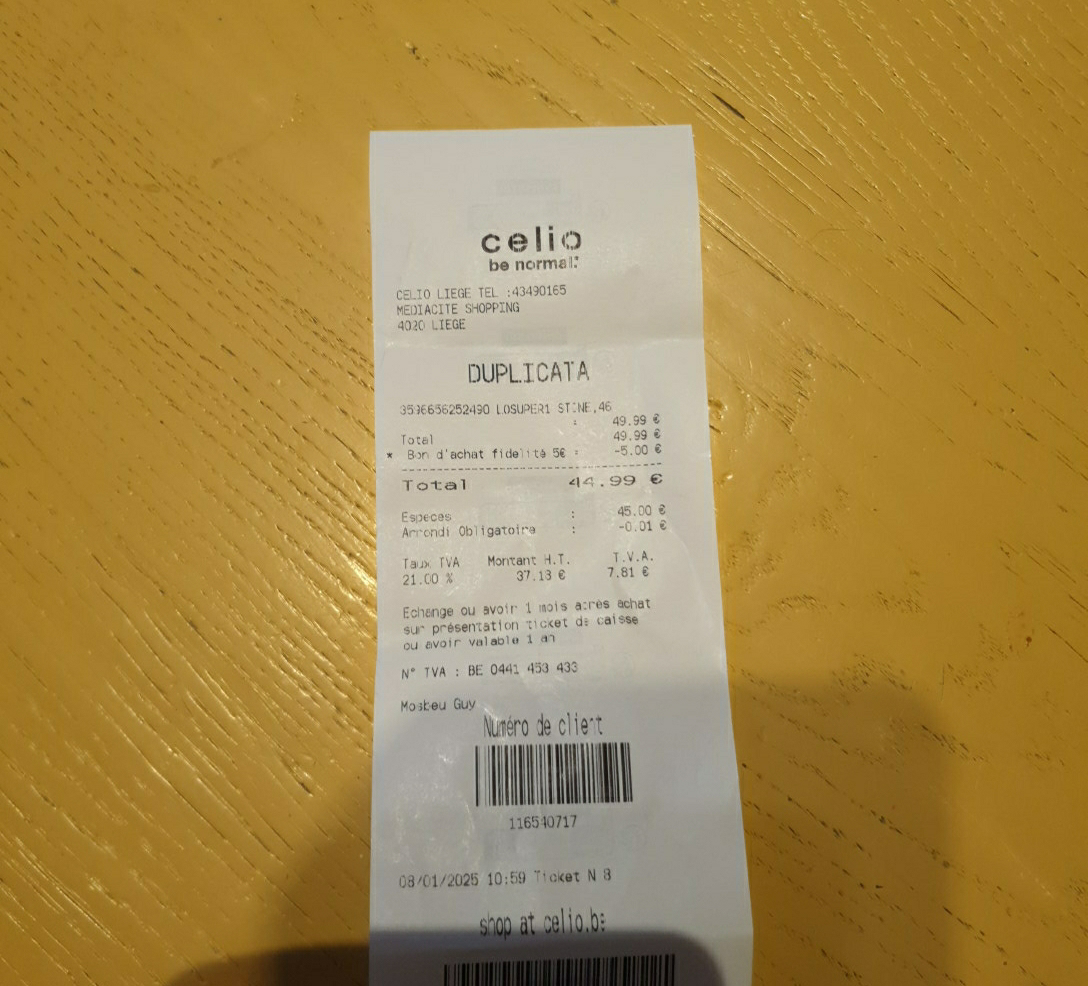 celio
be normal.
CELIO LIEGE TEL :43490165
MEDIACITE SHOPPING
4020 LIEGE
DUPLICATA
3596656252490 LOSUPER1 STONE,46
: 49.99 €
Total 49.99 €
* Bon d'achat fidelité 5€ : -5.00 €
Total 44.99 €
Especes : 45.00 €
Arrondi Obligatoire : -0.01 €
Taux TVA Montant H.T. T.V.A.
21.00 % 37.18 € 7.81 €
Echange ou avoir 1 mois après achat
sur présentation ticket de caisse
ou avoir valable 1 an
N° TVA : BE 0441 453 433
Guy
Numéro de client
116540717
08/01/2025 10:59 Ticket N 8
shop at celio.be